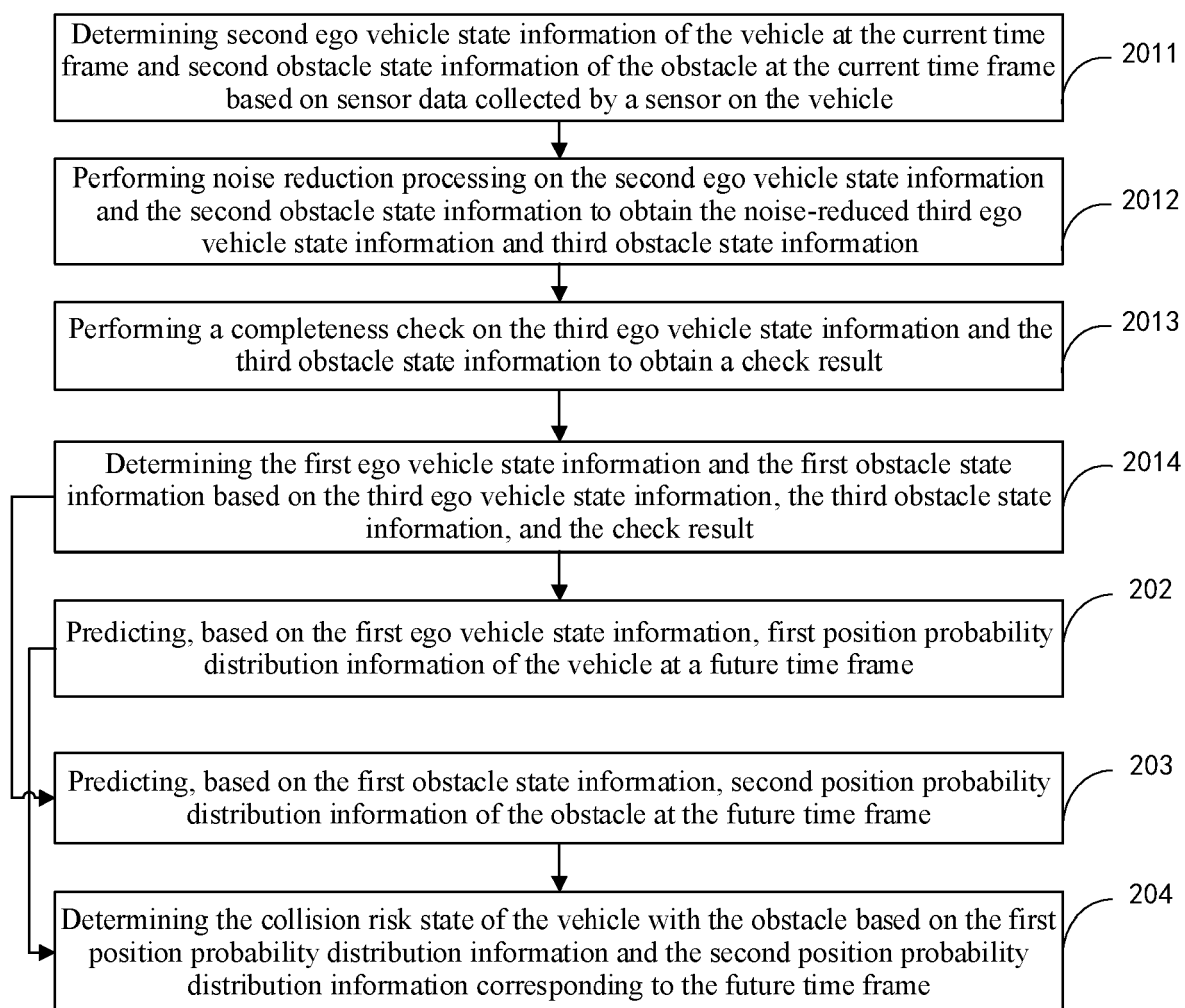 Determining second ego vehicle state information of the vehicle at the current time
frame and second obstacle state information of the obstacle at the current time frame
based on sensor data collected by a sensor on the vehicle
2011
Performing noise reduction processing on the second ego vehicle state information
and the second obstacle state information to obtain the noise-reduced third ego
vehicle state information and third obstacle state information
2012
Performing a completeness check on the third ego vehicle state information and the
third obstacle state information to obtain a check result
2013
Determining the first ego vehicle state information and the first obstacle state
information based on the third ego vehicle state information, the third obstacle state
information, and the check result
2014
Predicting, based on the first ego vehicle state information, first position probability
distribution information of the vehicle at a future time frame
202
Predicting, based on the first obstacle state information, second position probability
distribution information of the obstacle at the future time frame
203
Determining the collision risk state of the vehicle with the obstacle based on the first
position probability distribution information and the second position probability
distribution information corresponding to the future time frame
204